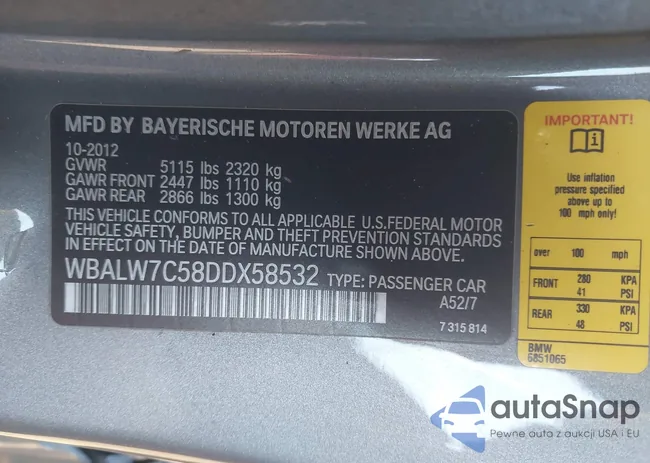 MFD BY BAYERISCHE MOTOREN WERKE AG
10-2012
GVWR 5115 lbs 2320 kg
GAWR FRONT 2447 lbs 1110 kg
GAWR REAR 2866 lbs 1300 kg
THIS VEHICLE CONFORMS TO ALL APPLICABLE U.S.FEDERAL MOTOR
VEHICLE SAFETY, BUMPER AND THEFT PREVENTION STANDARDS
IN EFFECT ON THE DATE OF MANUFACTURE SHOWN ABOVE.
WBALW7C58DDX58532 TYPE: PASSENGER CAR
A52/7
7 315 814
IMPORTANT!
i
Use inflation
pressure specified
above up to
100 mph only!
over 100 mph
FRONT 280 KPA
41 PSI
REAR 330 KPA
48 PSI
BMW
6851065
autaSnap
Pewne auta z aukcji USA i EU